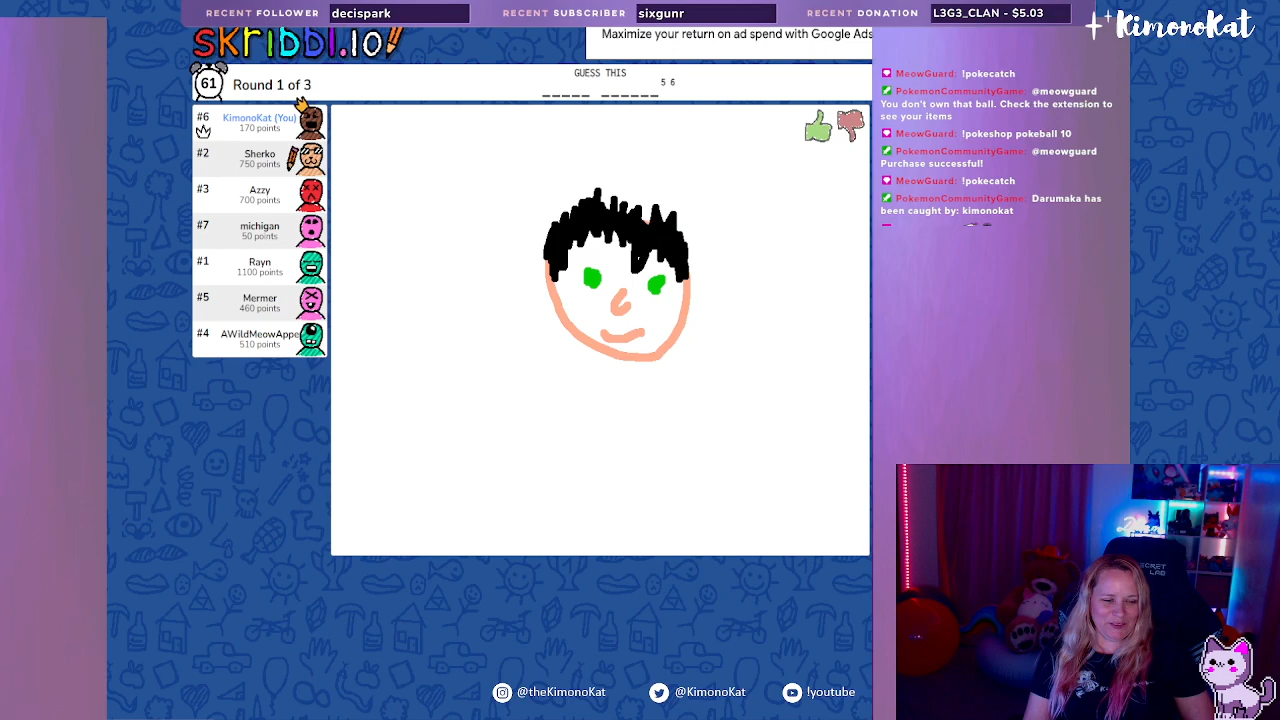 RECENT FOLLOWER decispark
RECENT SUBSCRIBER sixgunr
RECENT DONATION L3G3_CLAN - $5.03
KimonoKat
skribbl.io
Maximize your return on ad spend with Google Ads
61
Round 1 of 3
GUESS THIS
_____ ______ 5 6
#6 KimonoKat (You)
170 points
#2 Sherko
750 points
#3 Azzy
700 points
#7 michigan
50 points
#1 Rayn
1100 points
#5 Mermer
460 points
#4 AWildMeowAppe
510 points
MeowGuard: !pokecatch
PokemonCommunityGame: @meowguard
You don't own that ball. Check the extension to
see your items
MeowGuard: !pokeshop pokeball 10
PokemonCommunityGame: @meowguard
Purchase successful!
MeowGuard: !pokecatch
PokemonCommunityGame: Darumaka has
been caught by: kimonokat
SECRET
LAB
@theKimonoKat
@KimonoKat
!youtube